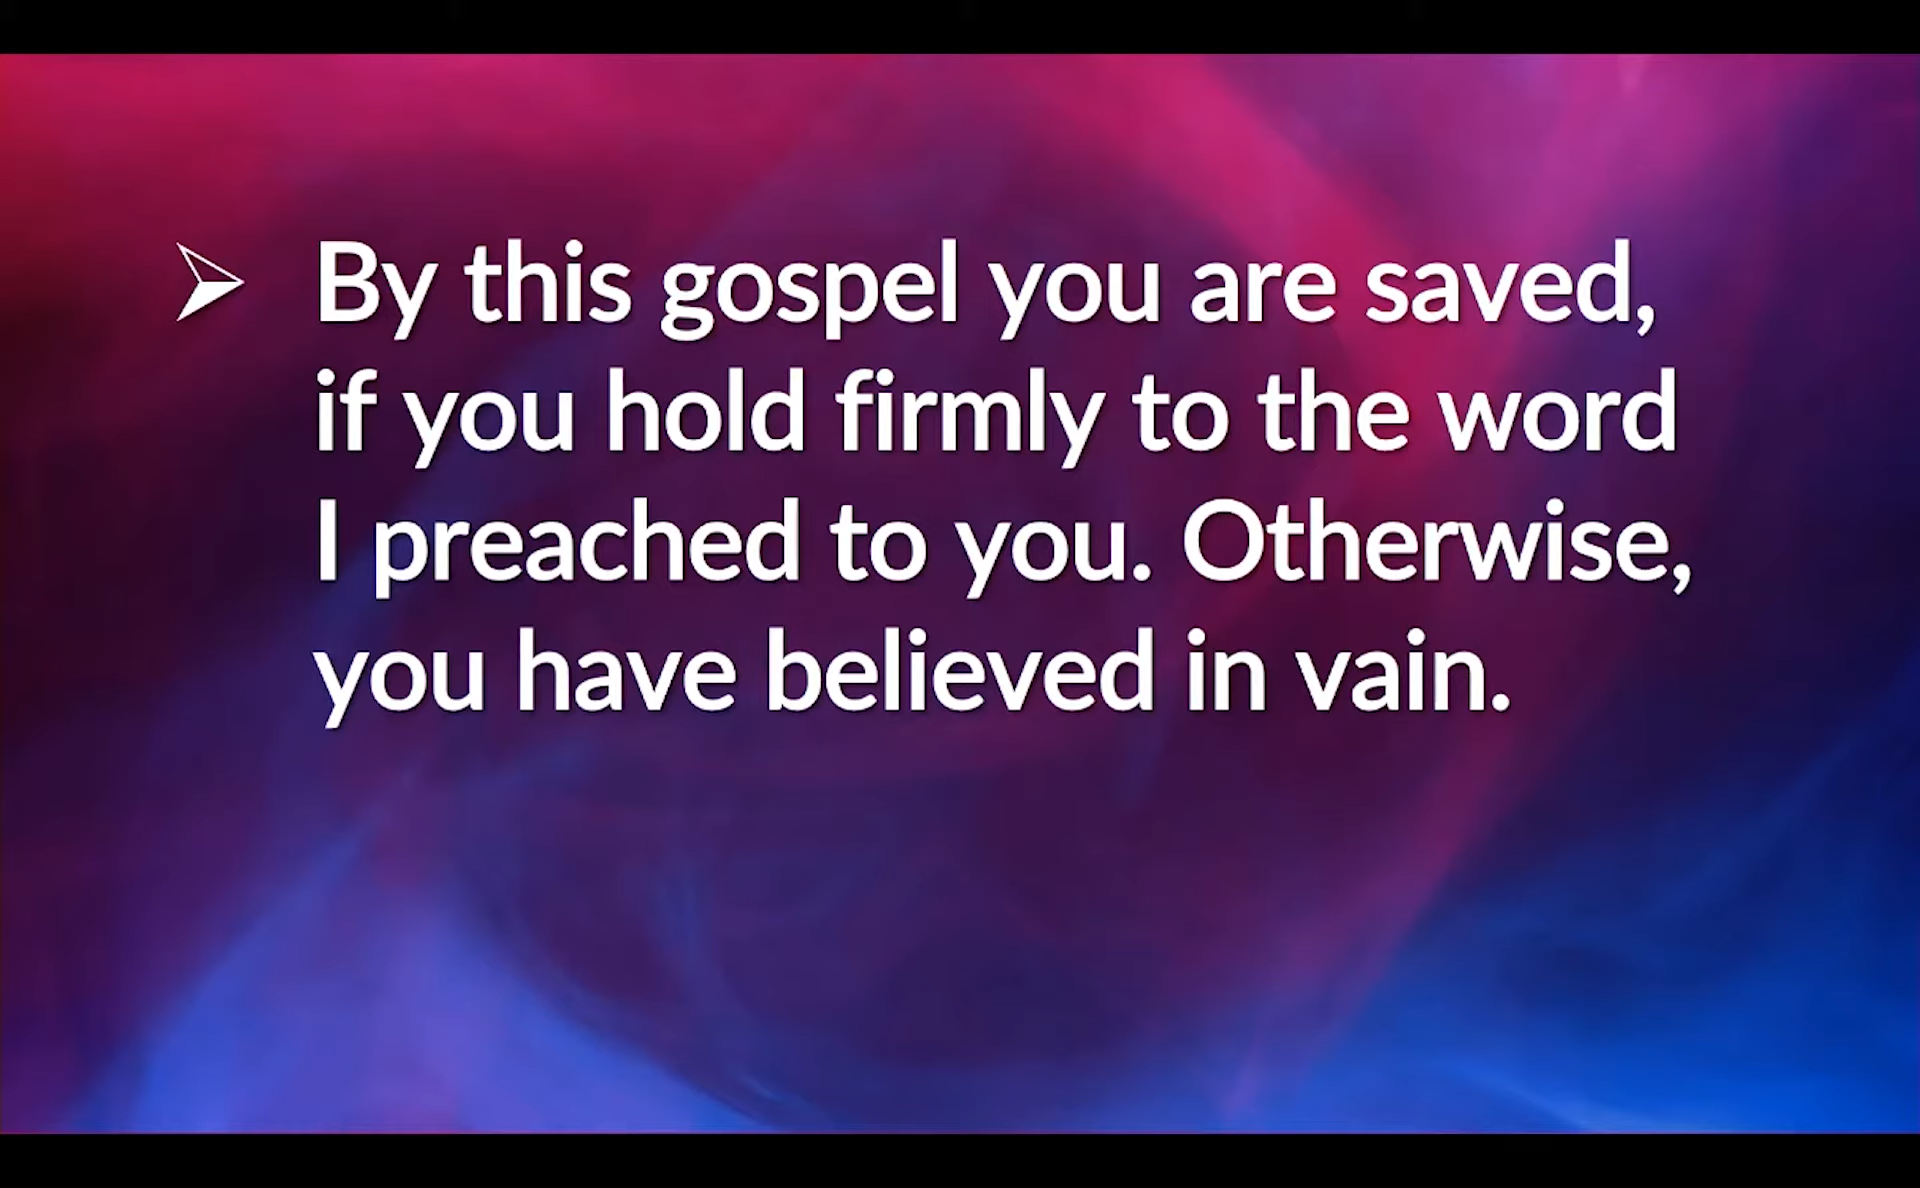 ➢ By this gospel you are saved,
if you hold firmly to the word
I preached to you. Otherwise,
you have believed in vain.